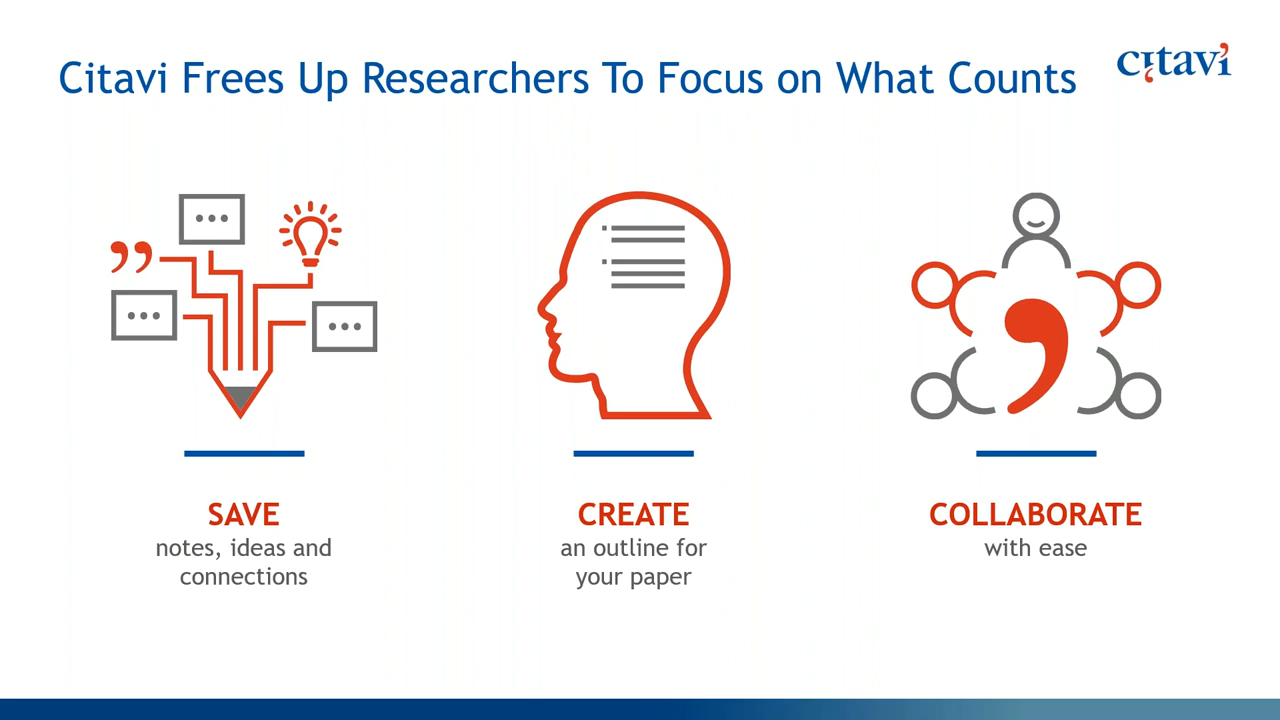 Citavi Frees Up Researchers To Focus on What Counts
citavi
SAVE
notes, ideas and
connections
CREATE
an outline for
your paper
COLLABORATE
with ease